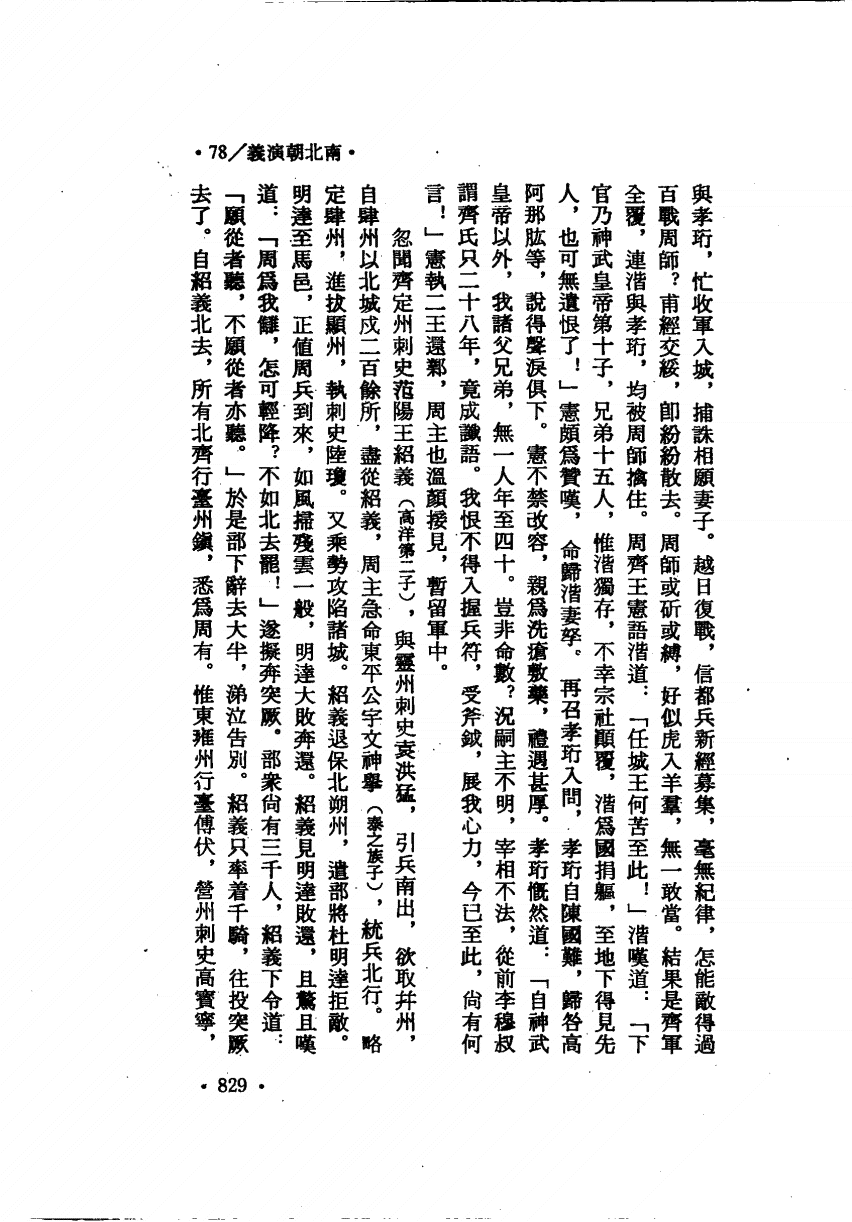 ·78／義演朝北南·
與孝珩，忙收軍入城，捕誅相願妻子。越日復戰，信都兵新經募集，毫無紀律，怎能敵得過
百戰周師？甫經交綏，卽紛紛散去。周師或斫或縛，好似虎入羊羣，無一敢當。結果是齊軍
全覆，連湝與孝珩，均被周師擒住。周齊王憲語湝道：「任城王何苦至此！」湝嘆道：「下
官乃神武皇帝第十子，兄弟十五人，惟湝獨存，不幸宗社顚覆，湝爲國捐軀，至地下得見先
人，也可無遺恨了！」憲頗爲贊嘆，命歸湝妻孥。再召孝珩入問，孝珩自陳國難，歸咎高
阿那肱等，說得聲淚俱下。憲不禁改容，親爲洗瘡敷藥，禮遇甚厚。孝珩慨然道：「自神武
皇帝以外，我諸父兄弟，無一人年至四十。豈非命數？況嗣主不明，宰相不法，從前李穆叔
謂齊氏只二十八年，竟成讖語。我恨不得入握兵符，受斧鉞，展我心力，今已至此，尙有何
言！」憲執二王還鄴，周主也溫顏接見，暫留軍中。
忽聞齊定州刺史范陽王紹義（高洋第二子），與靈州刺史袁洪猛，引兵南出，欲取幷州，
自肆州以北城戍二百餘所，盡從紹義，周主急命東平公宇文神擧（泰之族子），統兵北行。略
定肆州，進拔顯州，執刺史陸瓊。又乘勢攻陷諸城。紹義退保北朔州，遣部將杜明達拒敵。
明達至馬邑，正值周兵到來，如風掃殘雲一般，明達大敗奔還。紹義見明達敗還，且驚且嘆
道：「周爲我讎，怎可輕降？不如北去罷！」遂擬奔突厥。部衆尙有三千人，紹義下令道：
「願從者聽，不願從者亦聽。」於是部下辭去大半，涕泣告別。紹義只率着千騎，往投突厥
去了。自紹義北去，所有北齊行臺州鎭，悉爲周有。惟東雍州行臺傅伏，營州刺史高寶寧，
·829·